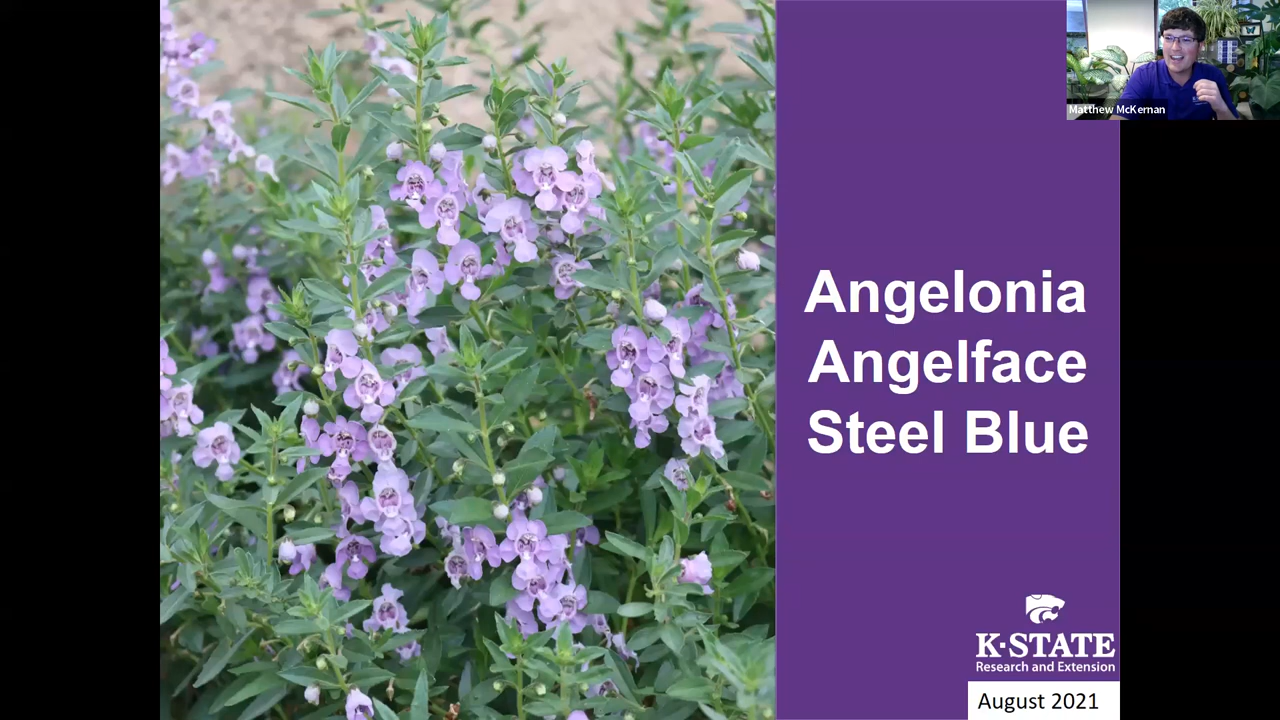 Matthew McKernan
Angelonia
Angelface
Steel Blue
K-STATE
Research and Extension
August 2021